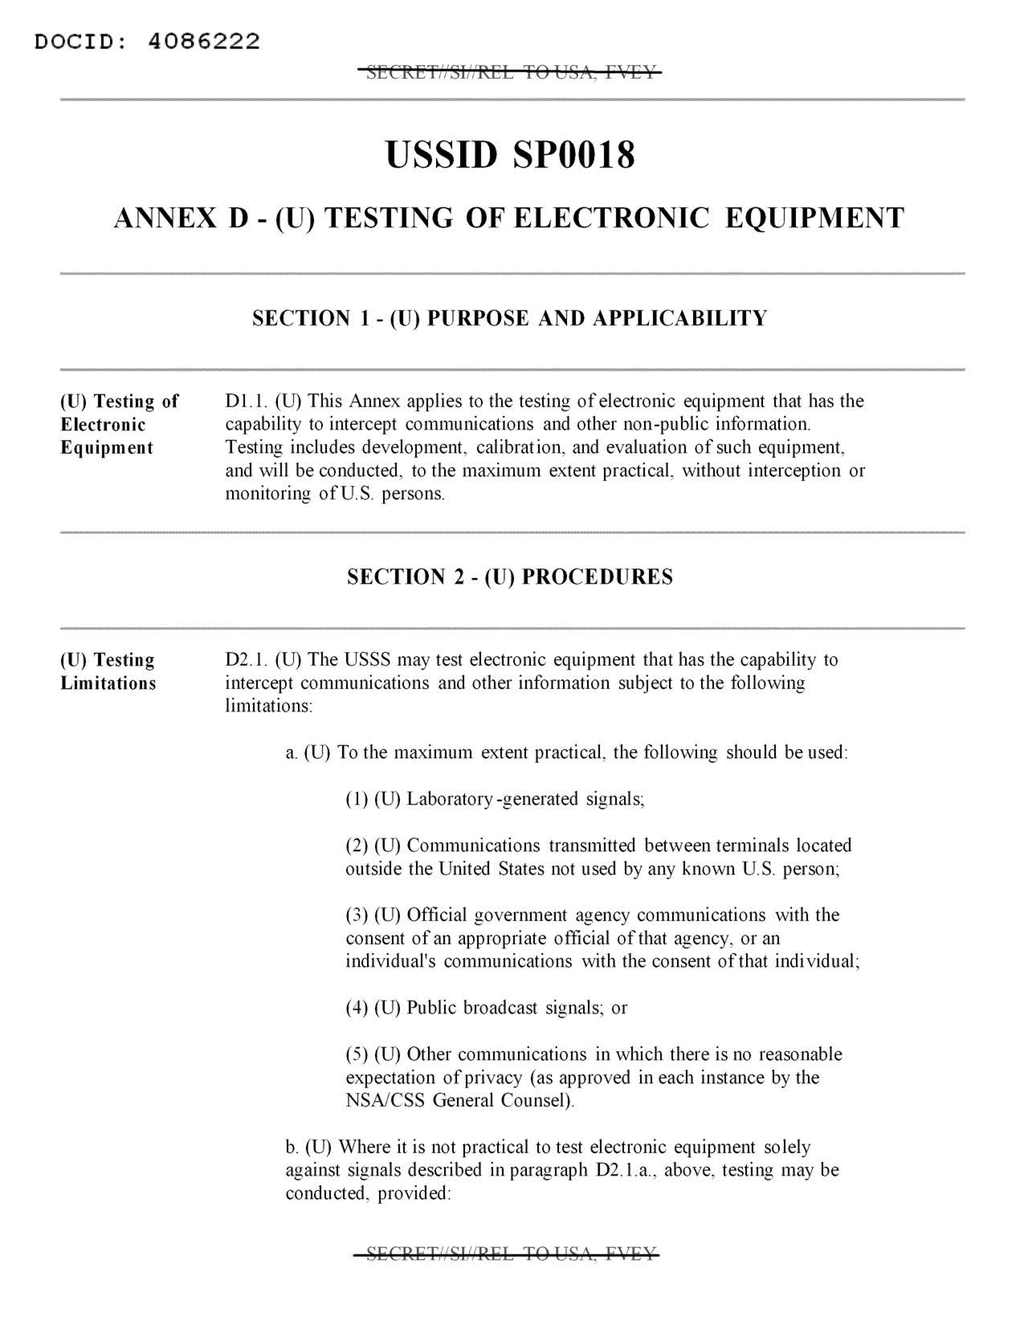 DOCID: 4086222
SECRET//SI//REL TO USA, FVEY
USSID SP0018
ANNEX D - (U) TESTING OF ELECTRONIC EQUIPMENT
SECTION 1 - (U) PURPOSE AND APPLICABILITY
(U) Testing of
Electronic
Equipment
D1.1. (U) This Annex applies to the testing of electronic equipment that has the
capability to intercept communications and other non-public information.
Testing includes development, calibration, and evaluation of such equipment,
and will be conducted, to the maximum extent practical, without interception or
monitoring of U.S. persons.
SECTION 2 - (U) PROCEDURES
(U) Testing
Limitations
D2.1. (U) The USSS may test electronic equipment that has the capability to
intercept communications and other information subject to the following
limitations:
a. (U) To the maximum extent practical, the following should be used:
(1) (U) Laboratory-generated signals;
(2) (U) Communications transmitted between terminals located
outside the United States not used by any known U.S. person;
(3) (U) Official government agency communications with the
consent of an appropriate official of that agency, or an
individual's communications with the consent of that individual;
(4) (U) Public broadcast signals; or
(5) (U) Other communications in which there is no reasonable
expectation of privacy (as approved in each instance by the
NSA/CSS General Counsel).
b. (U) Where it is not practical to test electronic equipment solely
against signals described in paragraph D2.1.a., above, testing may be
conducted, provided:
SECRET//SI//REL TO USA, FVEY